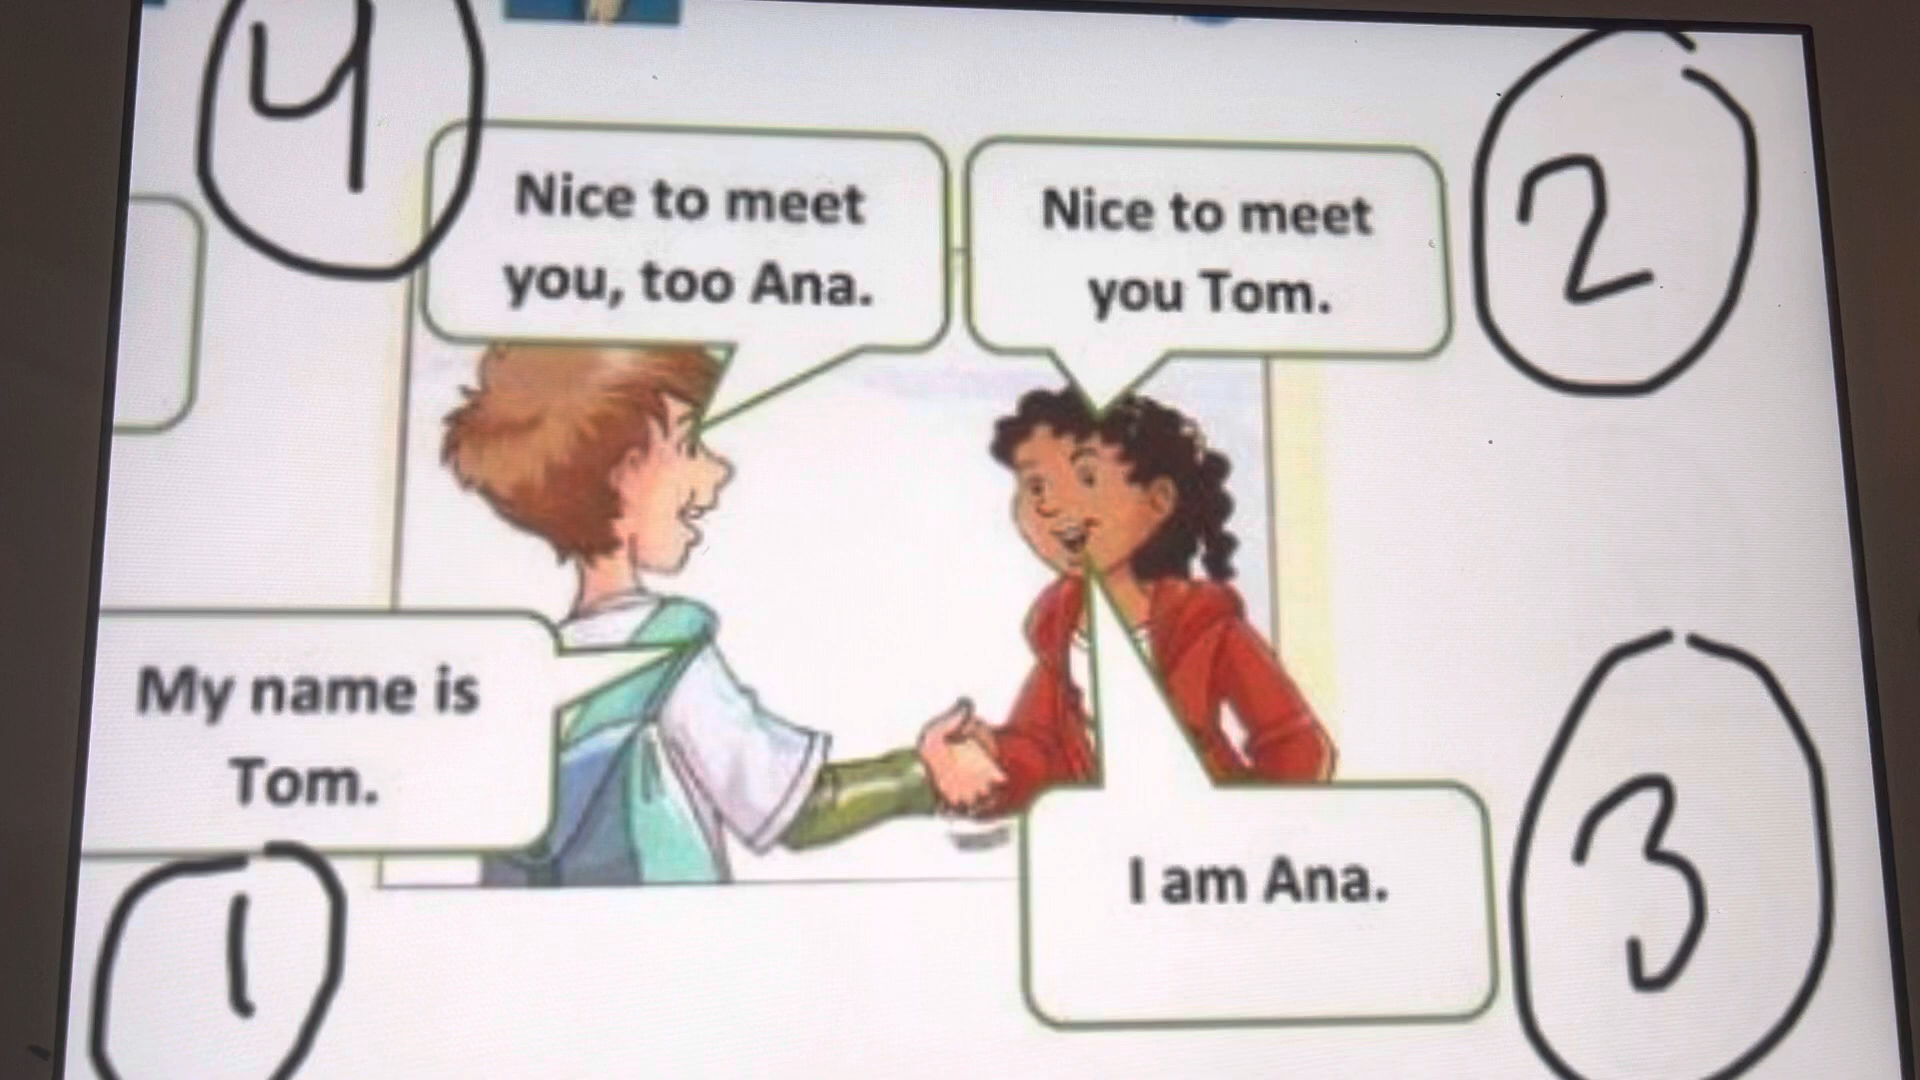 4
2
Nice to meet
you, too Ana.
Nice to meet
you Tom.
My name is
Tom.
I am Ana.
3
1